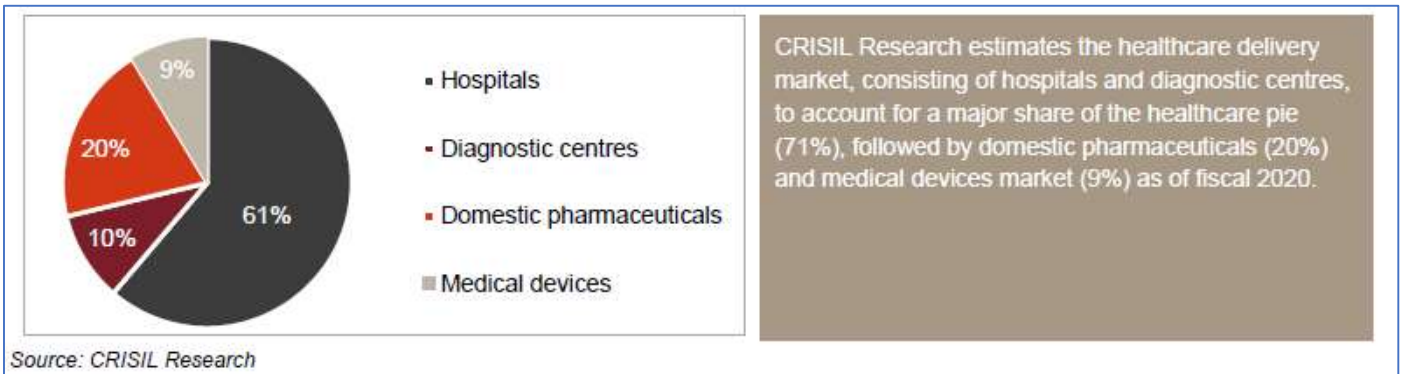 9%
20%
10%
61%
Hospitals
Diagnostic centres
Domestic pharmaceuticals
Medical devices
CRISIL Research estimates the healthcare delivery
market, consisting of hospitals and diagnostic centres,
to account for a major share of the healthcare pie
(71%), followed by domestic pharmaceuticals (20%)
and medical devices market (9%) as of fiscal 2020.
Source: CRISIL Research